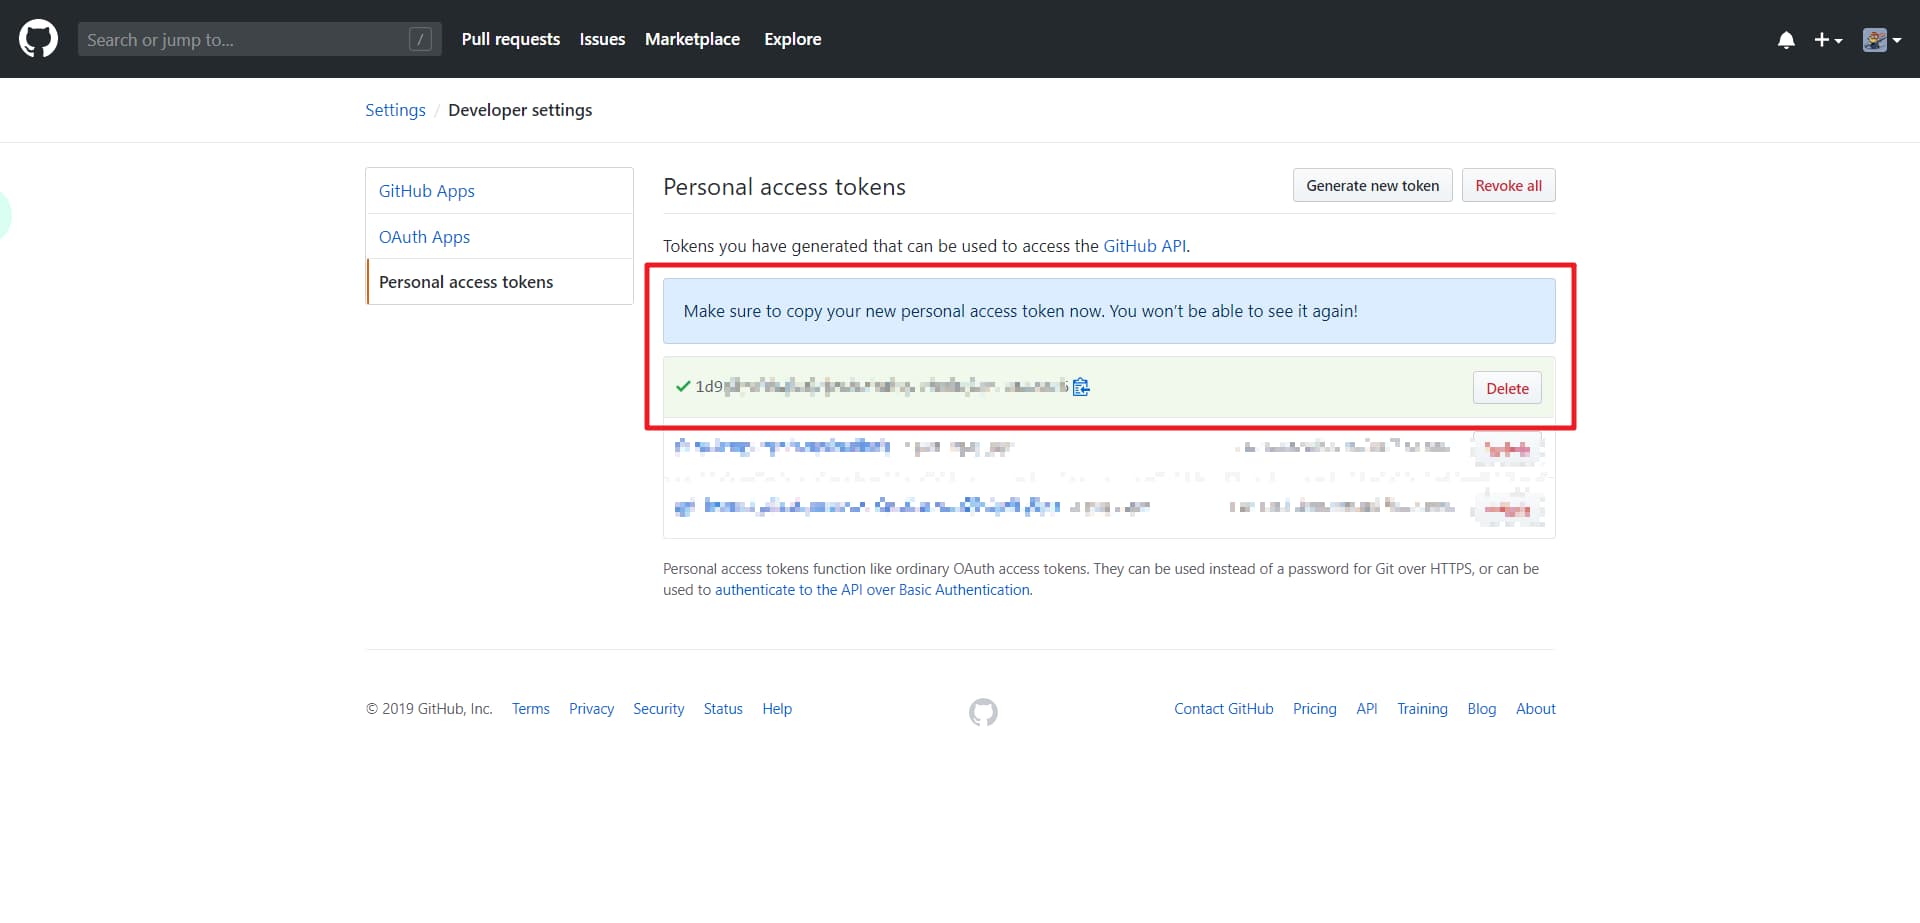 Search or jump to... /
Pull requests Issues Marketplace Explore
Settings / Developer settings
GitHub Apps
OAuth Apps
Personal access tokens
Personal access tokens
Generate new token Revoke all
Tokens you have generated that can be used to access the GitHub API.
Make sure to copy your new personal access token now. You won't be able to see it again!
1d9
Delete
Personal access tokens function like ordinary OAuth access tokens. They can be used instead of a password for Git over HTTPS, or can be
used to authenticate to the API over Basic Authentication.
© 2019 GitHub, Inc. Terms Privacy Security Status Help
Contact GitHub Pricing API Training Blog About